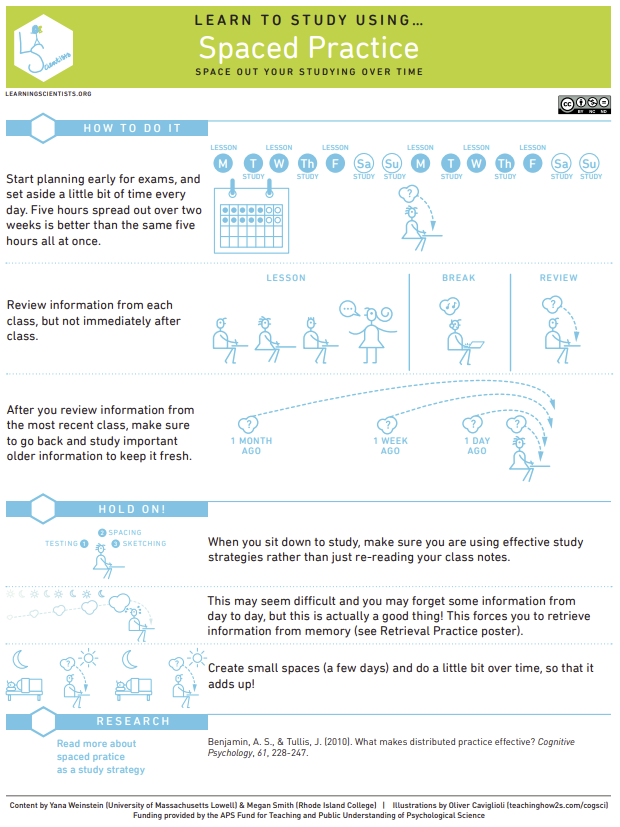 LEARN TO STUDY USING...
Spaced Practice
SPACE OUT YOUR STUDYING OVER TIME
LS
Scientists
LEARNINGSCIENTISTS.ORG
cc
BY NC ND
HOW TO DO IT
LESSON LESSON LESSON LESSON LESSON LESSON
M T W Th F Sa Su M T W Th F Sa Su
STUDY STUDY STUDY STUDY STUDY STUDY STUDY STUDY
Start planning early for exams, and
set aside a little bit of time every
day. Five hours spread out over two
weeks is better than the same five
hours all at once.
?
LESSON BREAK REVIEW
Review information from each
class, but not immediately after
class.
?
After you review information from
the most recent class, make sure
to go back and study important
older information to keep it fresh.
? ? ? ?
1 MONTH AGO
1 WEEK AGO
1 DAY AGO
HOLD ON!
2 SPACING
TESTING 1 3 SKETCHING
When you sit down to study, make sure you are using effective study
strategies rather than just re-reading your class notes.
This may seem difficult and you may forget some information from
day to day, but this is actually a good thing! This forces you to retrieve
information from memory (see Retrieval Practice poster).
? ?
Create small spaces (a few days) and do a little bit over time, so that it
adds up!
RESEARCH
Read more about
spaced pratice
as a study strategy
Benjamin, A. S., & Tullis, J. (2010). What makes distributed practice effective? Cognitive
Psychology, 61, 228-247.
Content by Yana Weinstein (University of Massachusetts Lowell) & Megan Smith (Rhode Island College) | Illustrations by Oliver Caviglioli (teachinghow2s.com/cogsci)
Funding provided by the APS Fund for Teaching and Public Understanding of Psychological Science